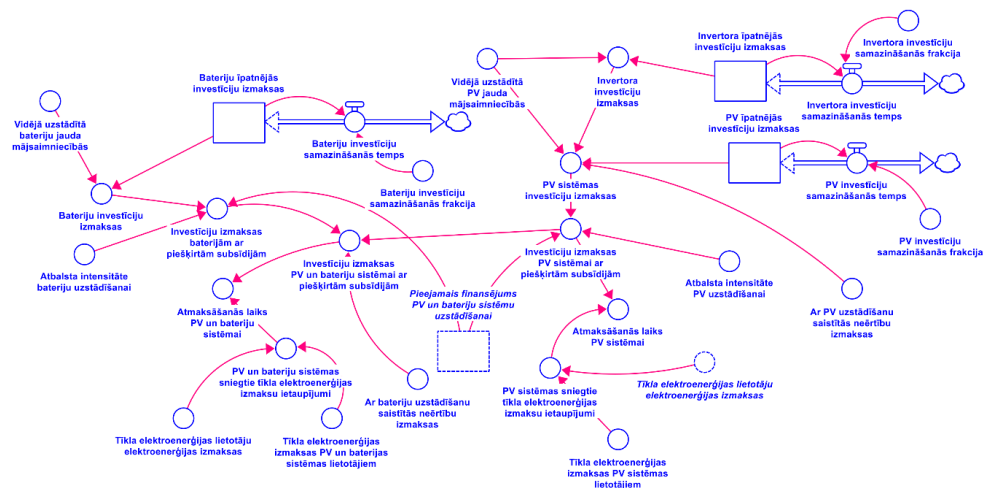 Invertora īpatnējās
investīciju izmaksas
Invertora investīciju
samazināšanās frakcija
Bateriju īpatnējās
investīciju izmaksas
Vidējā uzstādītā
PV jauda
mājsaimniecībās
Invertora
investīciju
izmaksas
Invertora investīciju
samazināšanās temps
PV īpatnējās
investīciju izmaksas
Vidējā uzstādītā
bateriju jauda
mājsaimniecībās
Bateriju investīciju
samazināšanās temps
Bateriju investīciju
samazināšanās frakcija
PV sistēmas
investīciju izmaksas
PV investīciju
samazināšanās temps
Bateriju investīciju
izmaksas
Investīciju izmaksas
baterijām ar
piešķirtām subsīdijām
PV investīciju
samazināšanās frakcija
Atbalsta intensitāte
bateriju uzstādīšanai
Investīciju izmaksas
PV un bateriju sistēmai ar
piešķirtām subsīdijām
Investīciju izmaksas
PV sistēmai ar
piešķirtām subsīdijām
Atbalsta intensitāte
PV uzstādīšanai
Pieejamais finansējums
PV un bateriju sistēmu
uzstādīšanai
Ar PV uzstādīšanu
saistītās neērtību
izmaksas
Atmaksāšanās laiks
PV un bateriju
sistēmai
Atmaksāšanās laiks
PV sistēmai
PV un bateriju sistēmas
sniegtie tīkla elektroenerģijas
izmaksu ietaupījumi
Ar bateriju uzstādīšanu
saistītās neērtību
izmaksas
PV sistēmas sniegtie
tīkla elektroenerģijas
izmaksu ietaupījumi
Tīkla elektroenerģijas lietotāju
elektroenerģijas izmaksas
Tīkla elektroenerģijas lietotāju
elektroenerģijas izmaksas
Tīkla elektroenerģijas
izmaksas PV un baterijas
sistēmas lietotājiem
Tīkla elektroenerģijas
izmaksas PV sistēmas
lietotājiem